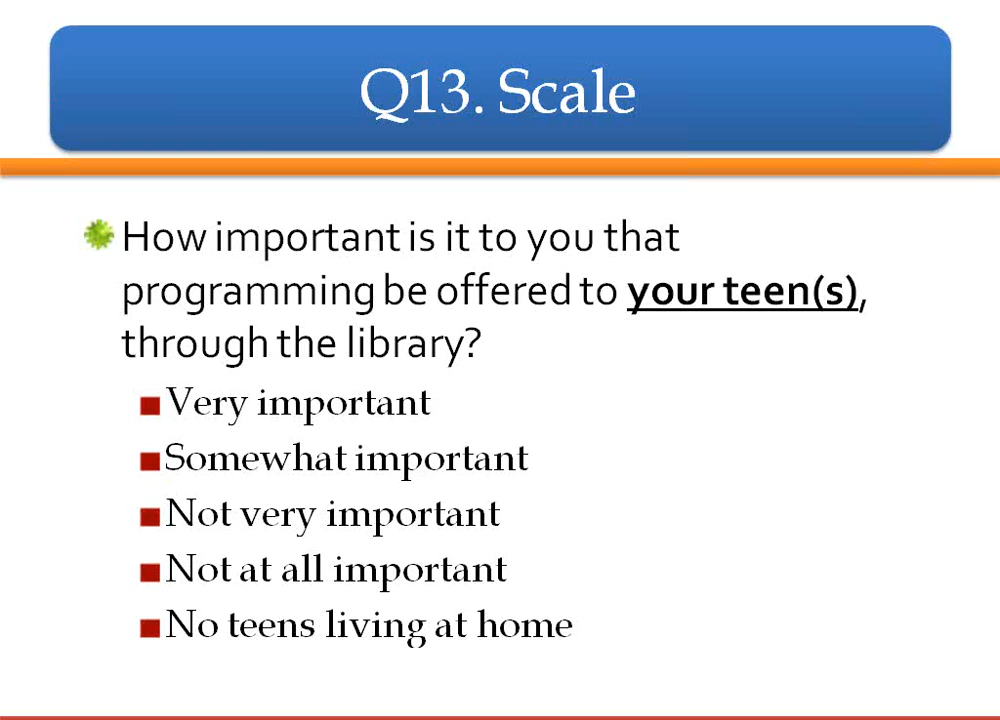 Q13. Scale
How important is it to you that
programming be offered to your teen(s),
through the library?
Very important
Somewhat important
Not very important
Not at all important
No teens living at home